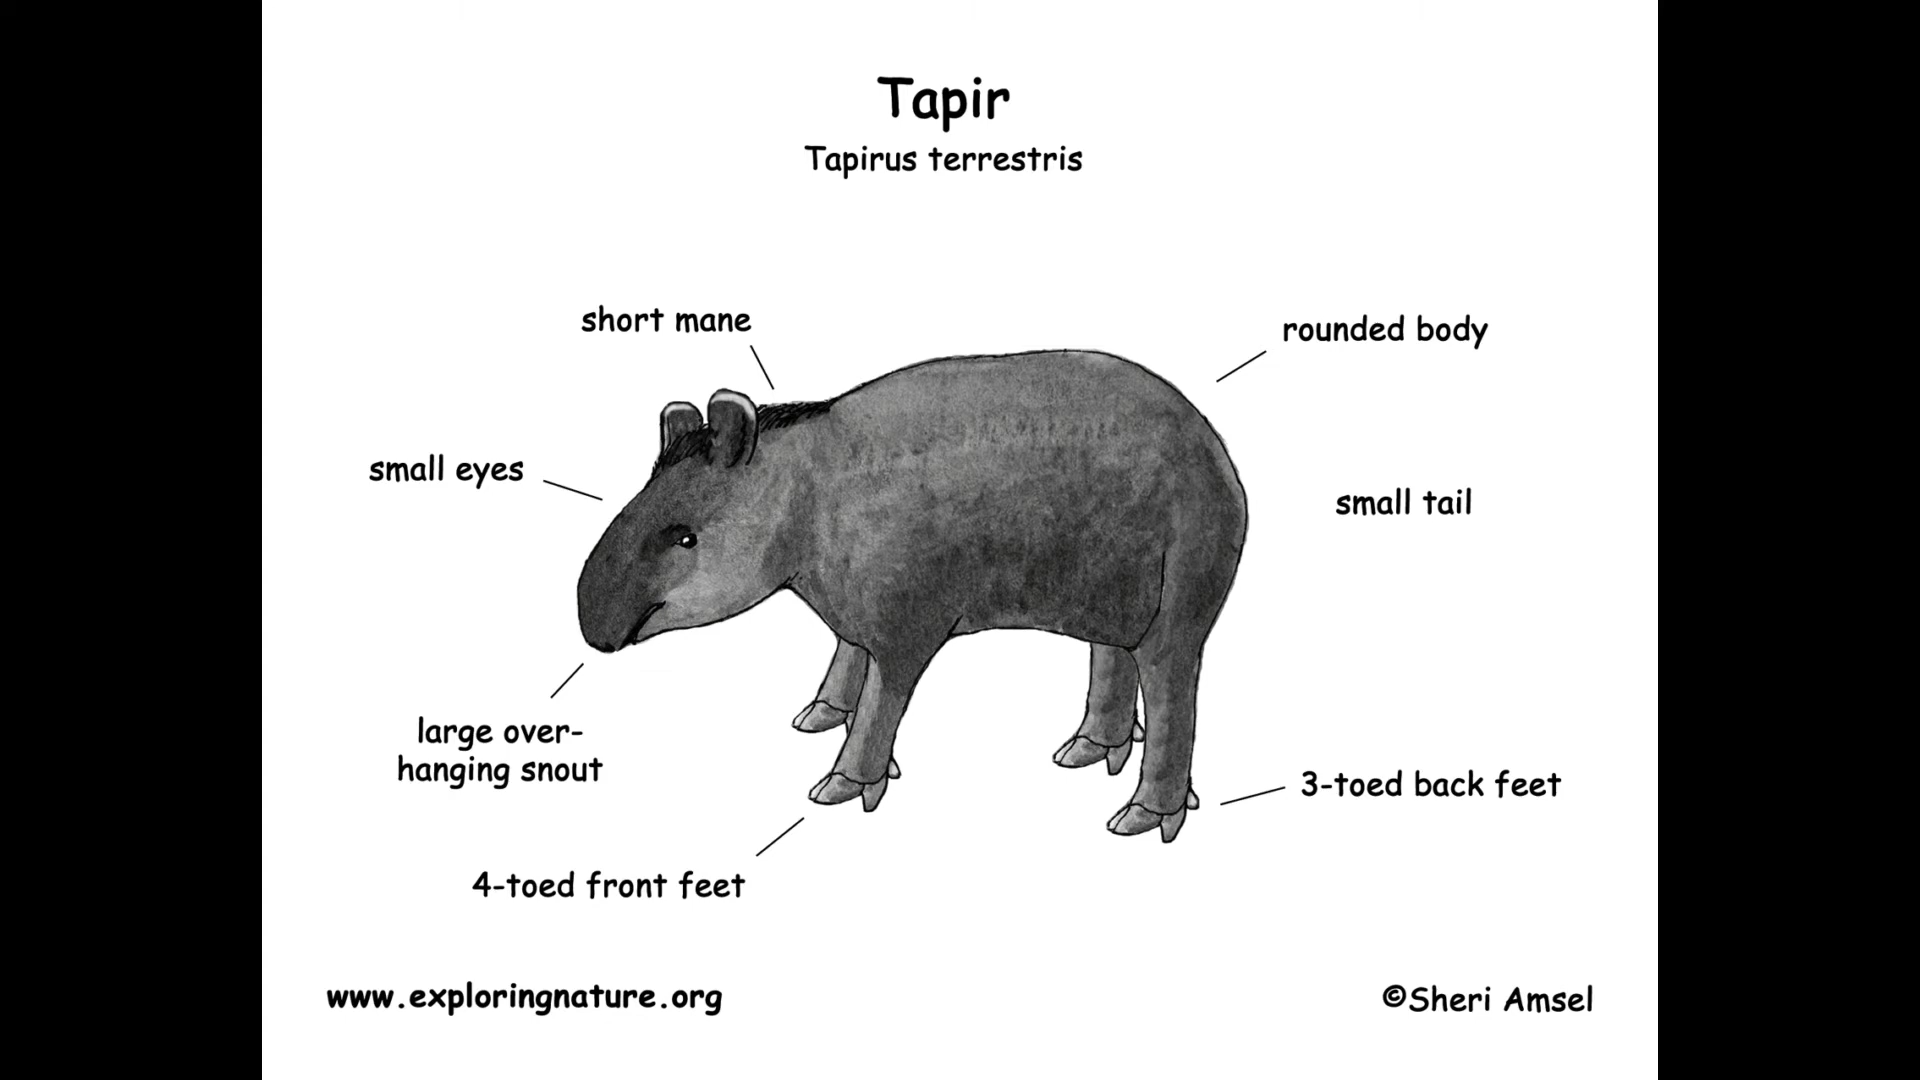 Tapir
Tapirus terrestris
short mane
rounded body
small eyes
small tail
large over-
hanging snout
3-toed back feet
4-toed front feet
www.exploringnature.org
©Sheri Amsel